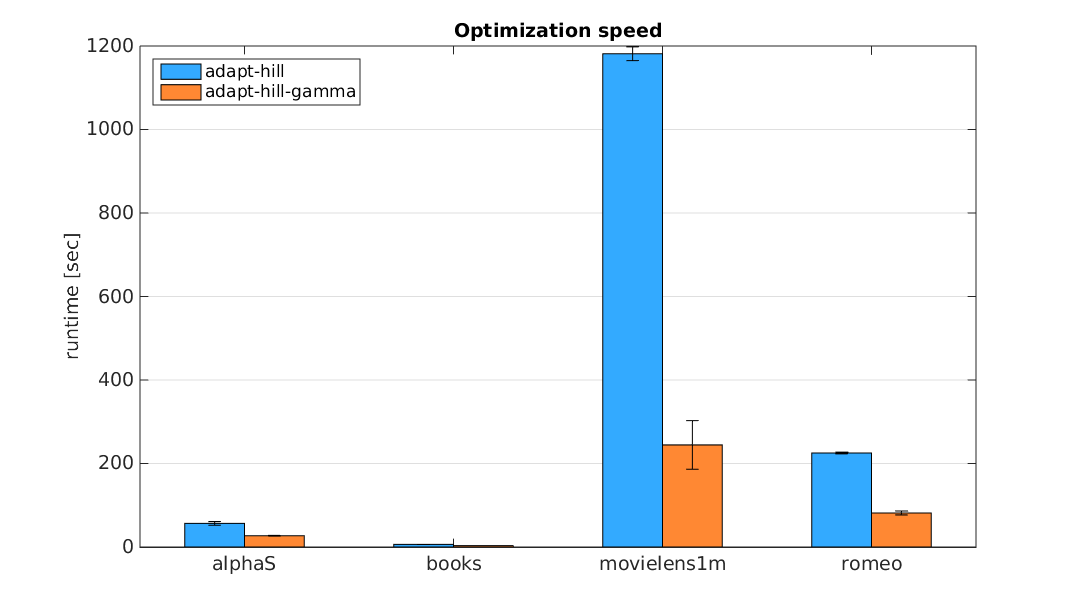 Optimization speed
adapt-hill
adapt-hill-gamma
runtime [sec]
1200
1000
800
600
400
200
0
alphaS books movielens1m romeo